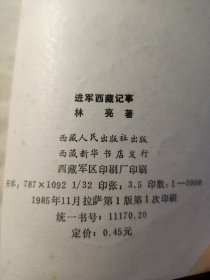 进军西藏记事
林亮著
西藏人民出版社出版
西藏新华书店发行
西藏军区印刷厂印刷
开本：787×1092 1/32 印张：3.5 印数：1—1000
1985年11月拉萨第1版第1次印刷
统一书号：11170.20
定价：0.45元